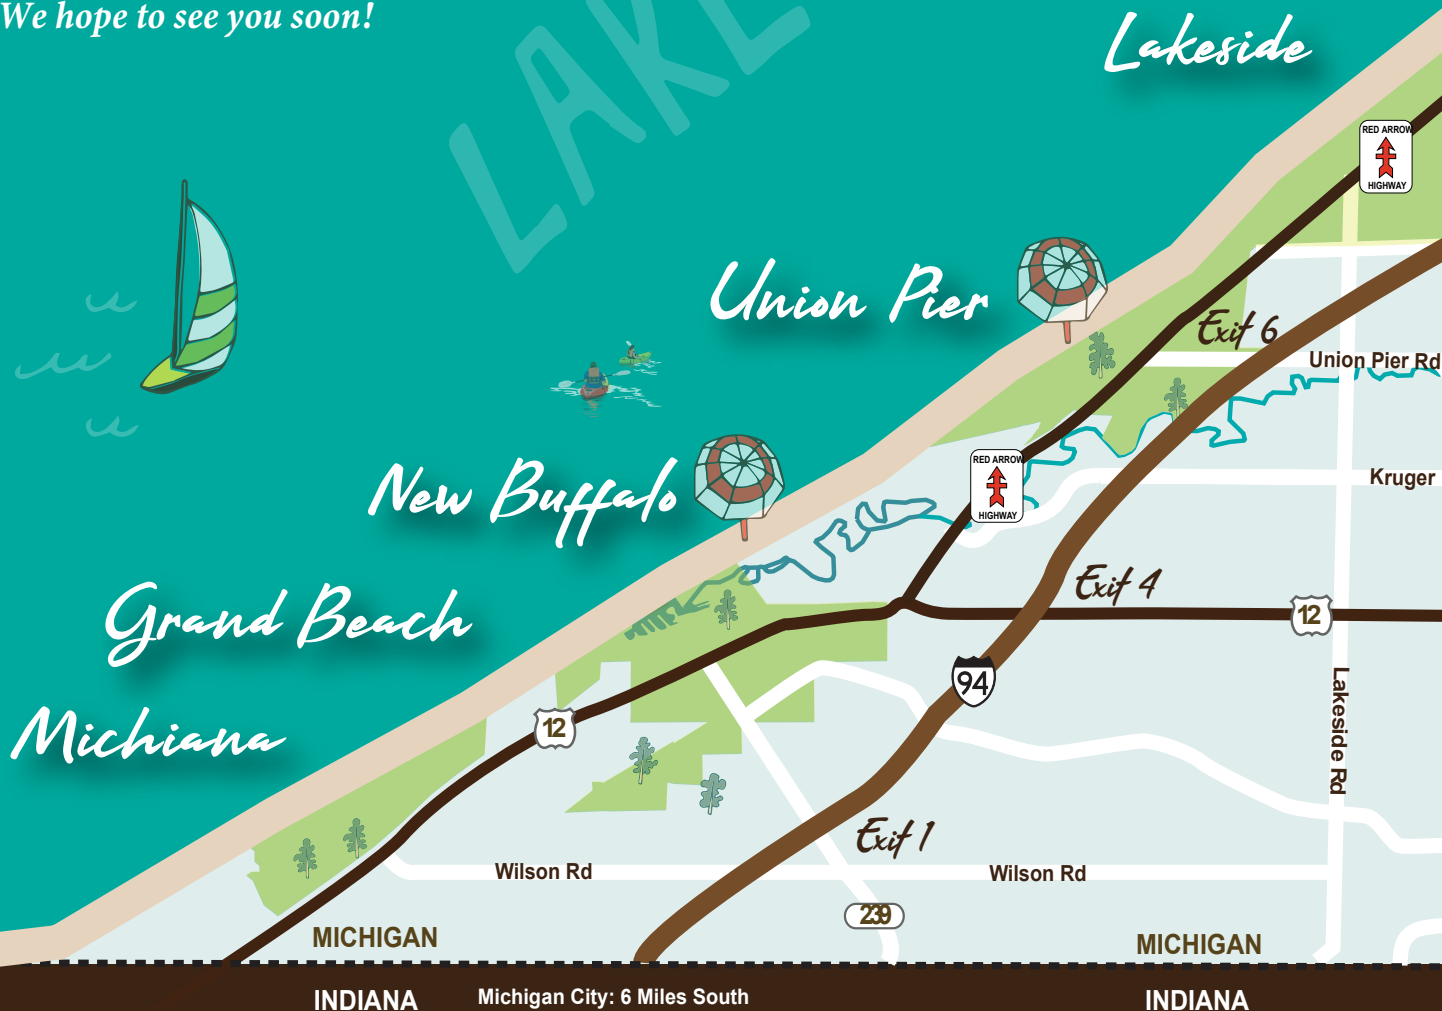 We hope to see you soon!
LAKE
Lakeside
RED ARROW
HIGHWAY
Union Pier
Exit 6
Union Pier Rd
New Buffalo
RED ARROW
HIGHWAY
Kruger
Grand Beach
Exit 4
12
94
Lakeside Rd
Michiana
12
Exit 1
Wilson Rd
Wilson Rd
239
MICHIGAN
MICHIGAN
INDIANA
Michigan City: 6 Miles South
INDIANA